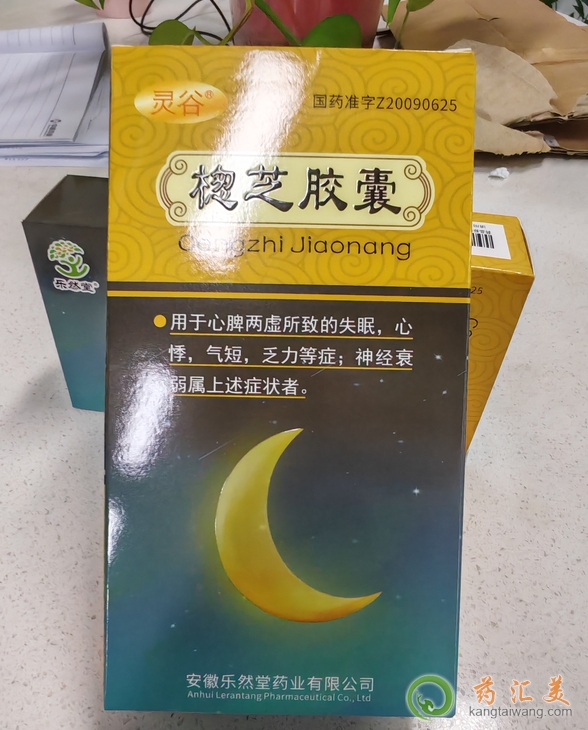 灵谷®
国药准字Z20090625
楤芝胶囊
Congzhi Jiaonang
用于心脾两虚所致的失眠，心
悸，气短，乏力等症；神经衰
弱属上述症状者。
安徽乐然堂药业有限公司
Anhui Lerantang Pharmaceutical Co., Ltd
乐然堂®
25
药汇美
kangtaiwang.com